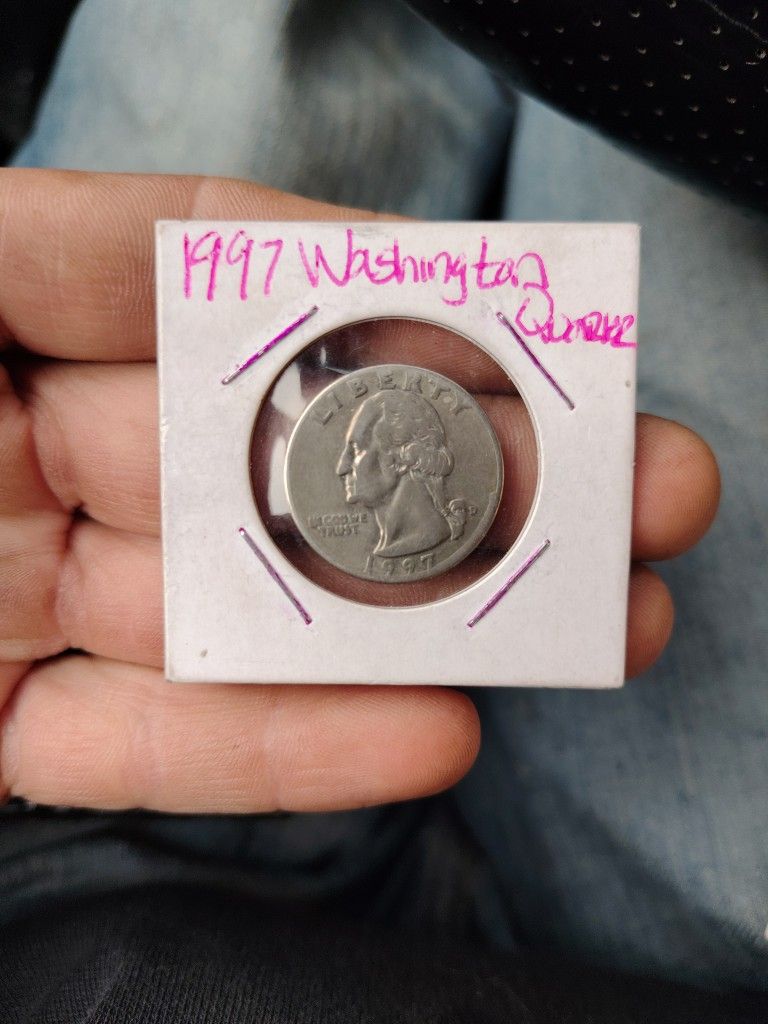 1997 Washington
Quarter
LIBERTY
IN GOD WE
TRUST
D
1997